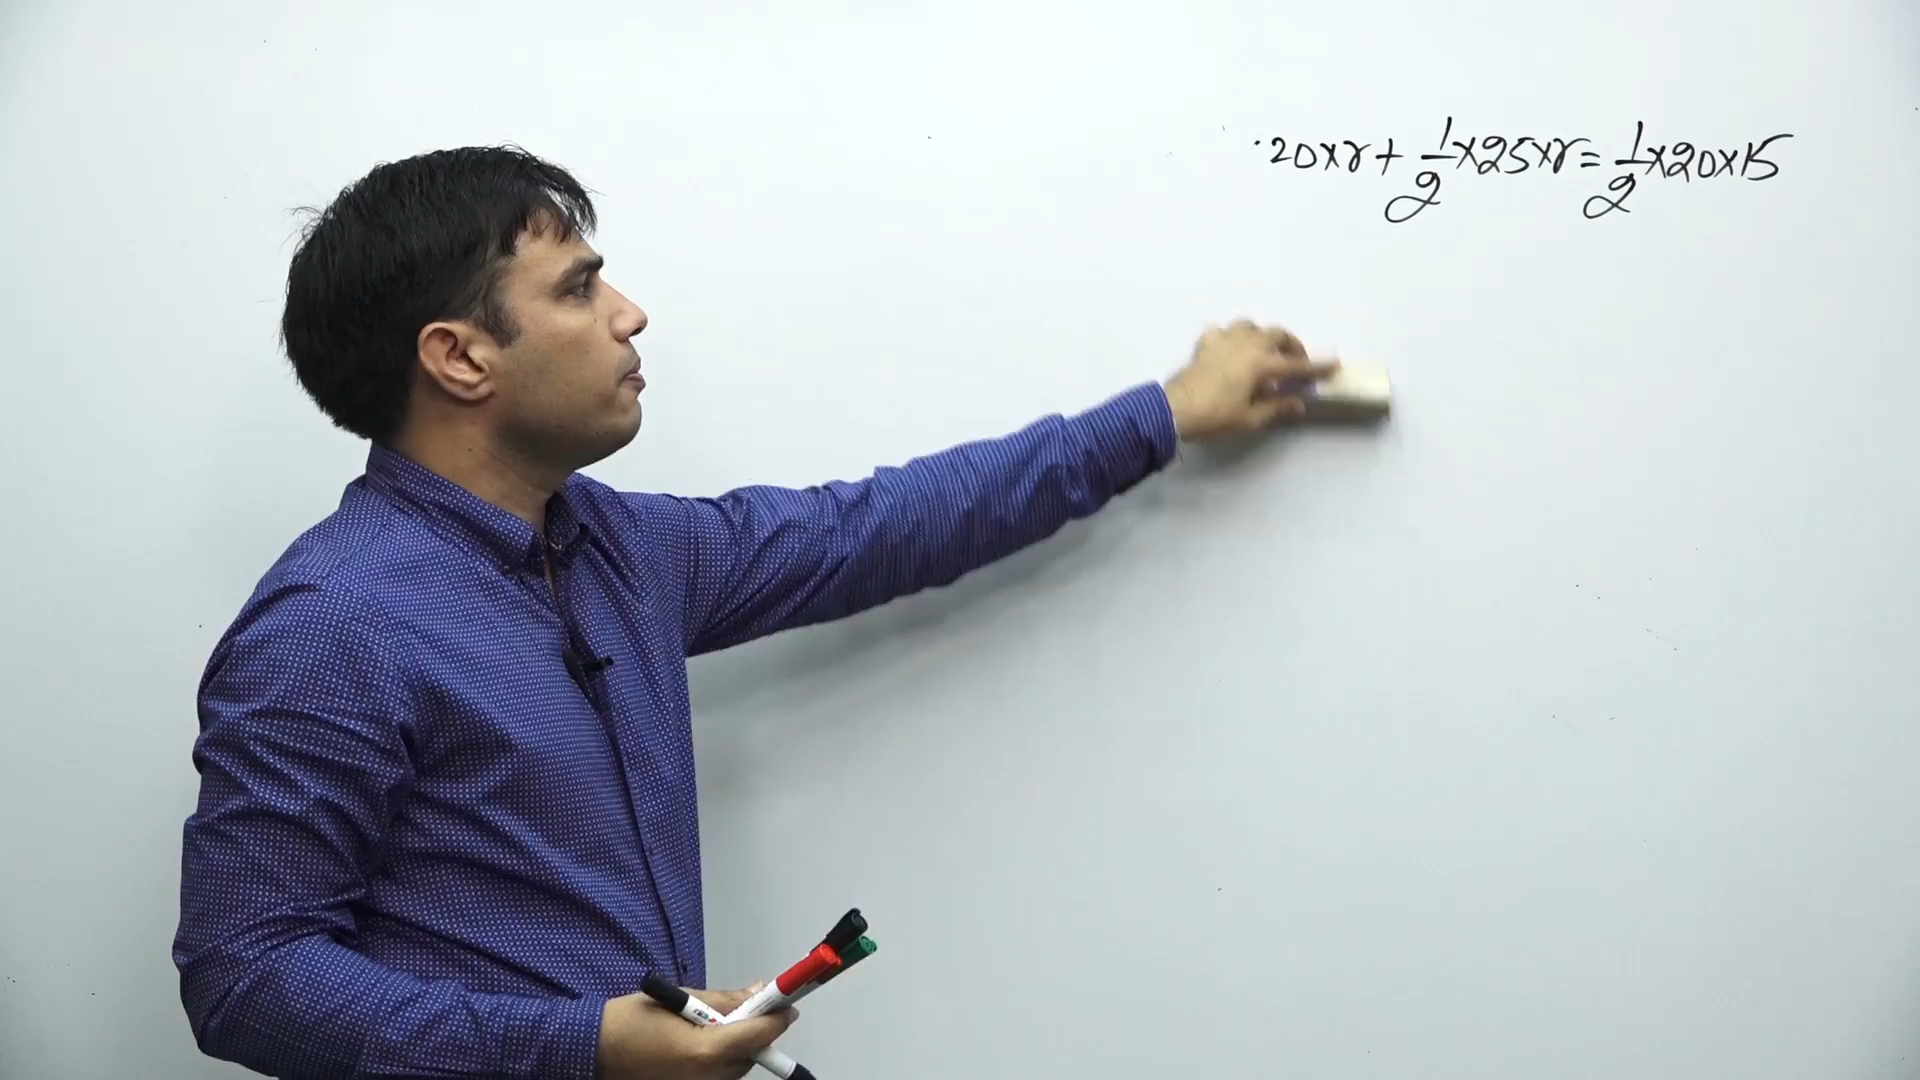 20×r + 1/2 ×25×r = 1/2 ×20×15